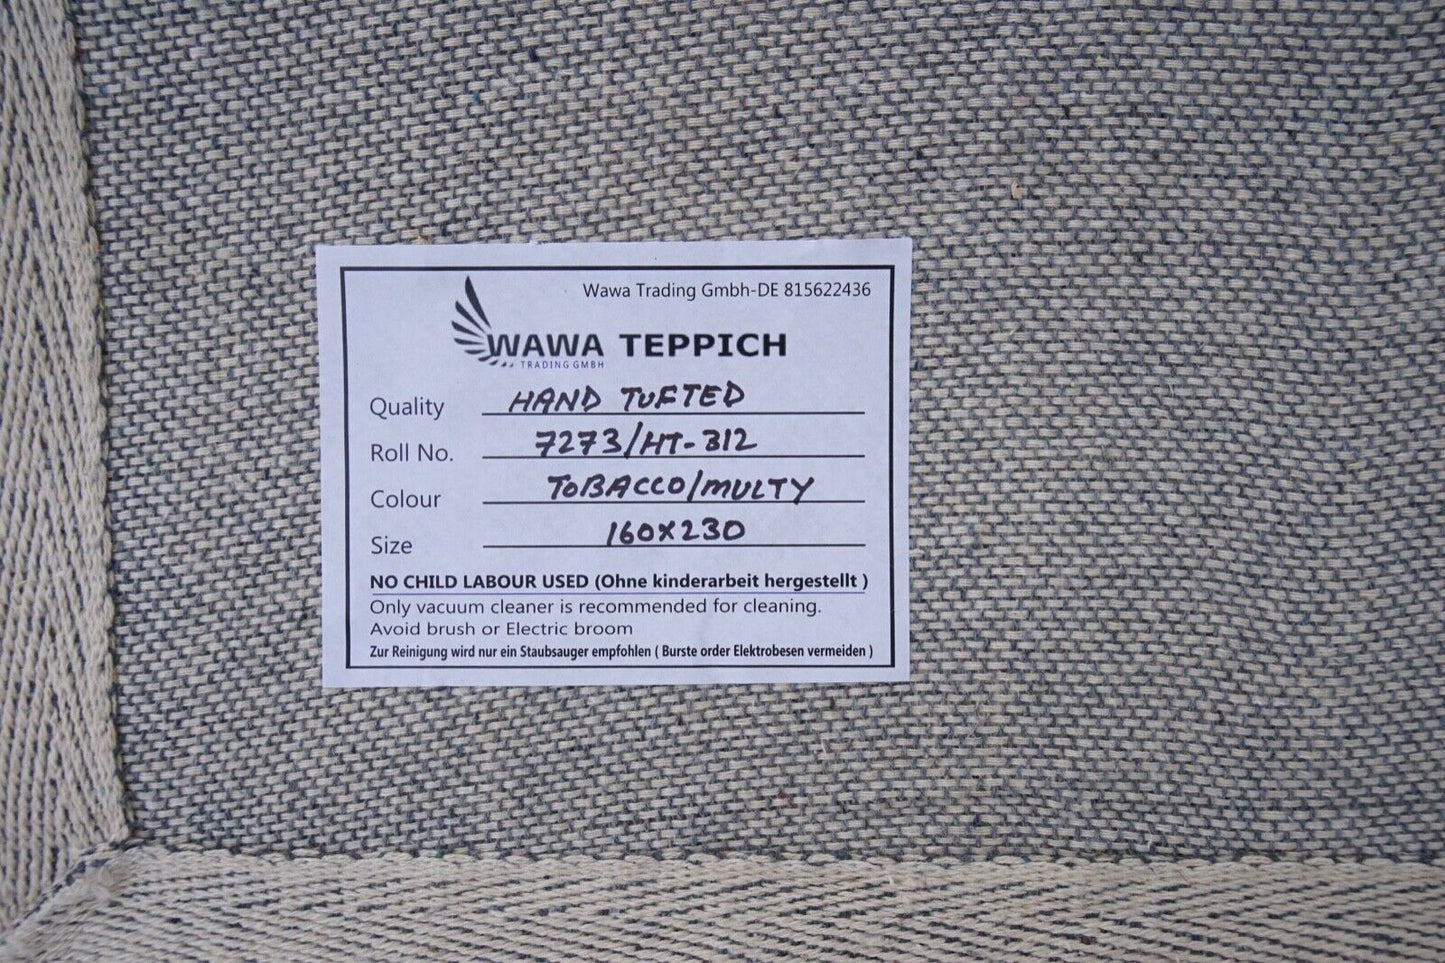 Wawa Trading Gmbh-DE 815622436
WAWA TEPPICH
TRADING GMBH
Quality HAND TUFTED
Roll No. 7273/HT-312
Colour TOBACCO/MULTY
Size 160x230
NO CHILD LABOUR USED (Ohne kinderarbeit hergestellt )
Only vacuum cleaner is recommended for cleaning.
Avoid brush or Electric broom
Zur Reinigung wird nur ein Staubsauger empfohlen ( Burste order Elektrobesen vermeiden )